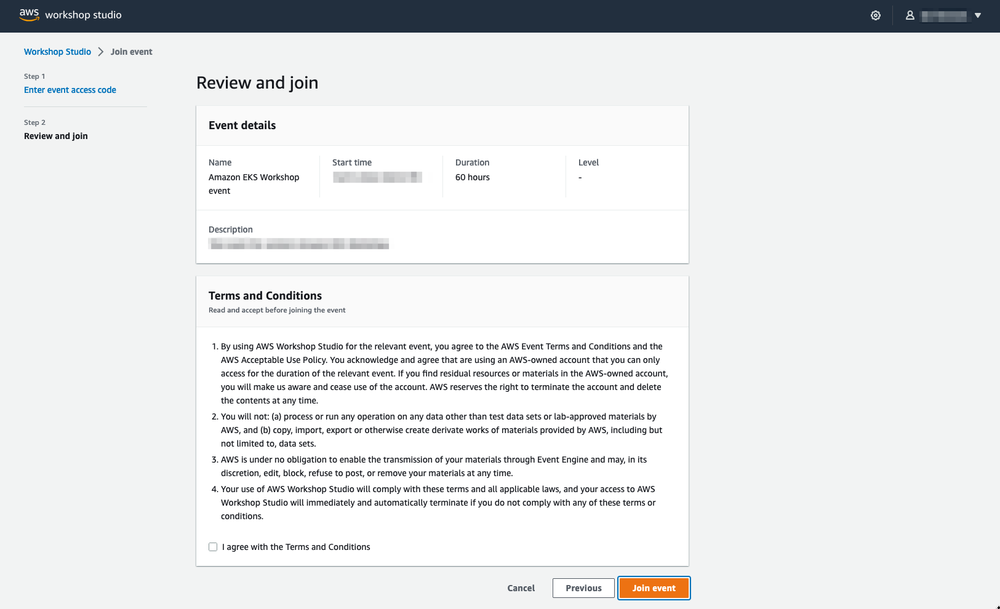 aws workshop studio
Workshop Studio > Join event
Step 1
Enter event access code
Step 2
Review and join
Review and join
Event details
Name
Amazon EKS Workshop
event
Start time
Duration
60 hours
Level
-
Description
Terms and Conditions
Read and accept before joining the event
1. By using AWS Workshop Studio for the relevant event, you agree to the AWS Event Terms and Conditions and the
AWS Acceptable Use Policy. You acknowledge and agree that are using an AWS-owned account that you can only
access for the duration of the relevant event. If you find residual resources or materials in the AWS-owned account,
you will make us aware and cease use of the account. AWS reserves the right to terminate the account and delete
the contents at any time.
2. You will not: (a) process or run any operation on any data other than test data sets or lab-approved materials by
AWS, and (b) copy, import, export or otherwise create derivate works of materials provided by AWS, including but
not limited to, data sets.
3. AWS is under no obligation to enable the transmission of your materials through Event Engine and may, in its
discretion, edit, block, refuse to post, or remove your materials at any time.
4. Your use of AWS Workshop Studio will comply with these terms and all applicable laws, and your access to AWS
Workshop Studio will immediately and automatically terminate if you do not comply with any of these terms or
conditions.
I agree with the Terms and Conditions
Cancel
Previous
Join event